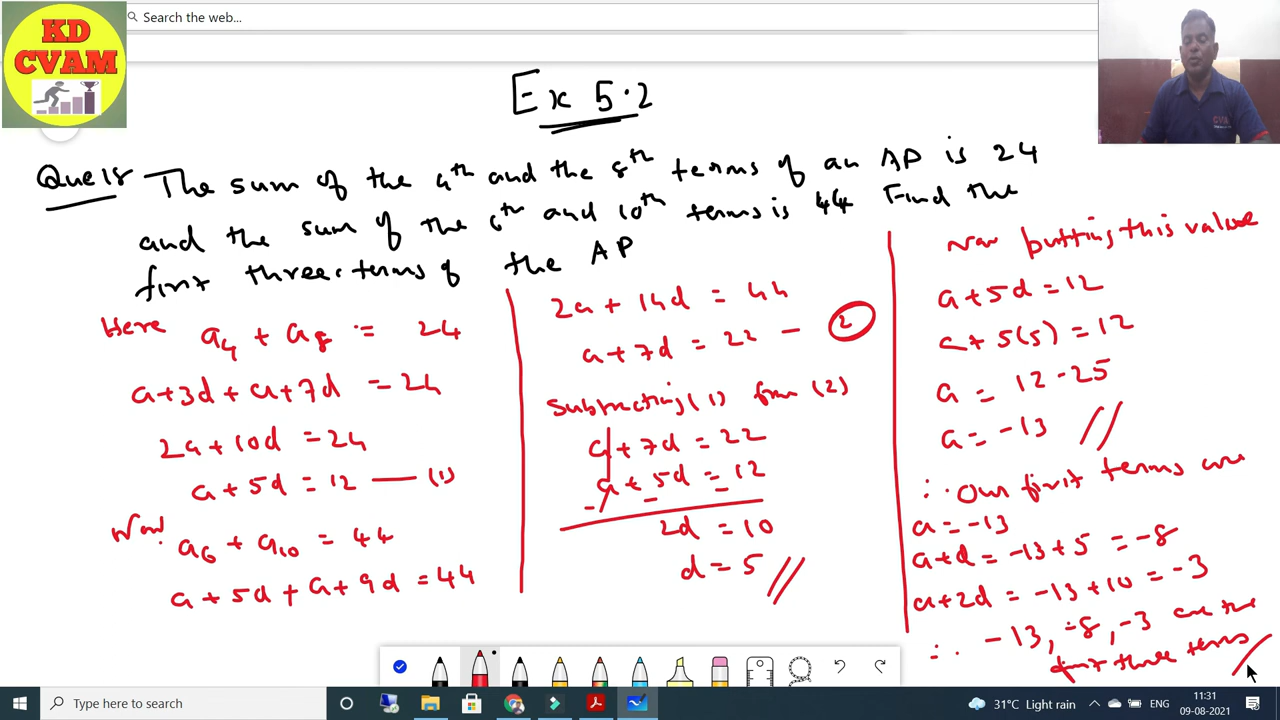 KD
CVAM
Search the web...
Ex 5.2
Que 18 The sum of the 4th and the 8th terms of an AP is 24
and the sum of the 6th and 10th terms is 44 Find the
first three terms of the AP
Here a4 + a8 = 24
a+3d + a+7d = 24
2a+10d = 24
a+5d = 12 — (1)
Now a6 + a10 = 44
a + 5d + a + 9d = 44
2a + 14d = 44
a + 7d = 22 — 2
Subtracting (1) from (2)
a + 7d = 22
a + 5d = 12
- - -
2d = 10
d = 5 //
Now putting this value
a + 5d = 12
a + 5(5) = 12
a = 12 - 25
a = -13 //
∴ Our first terms are
a = -13
a+d = -13 + 5 = -8
a+2d = -13 + 10 = -3
∴ -13, -8, -3 are the
first three terms //
CVAM
Type here to search
31°C Light rain
ENG
11:31
09-08-2021